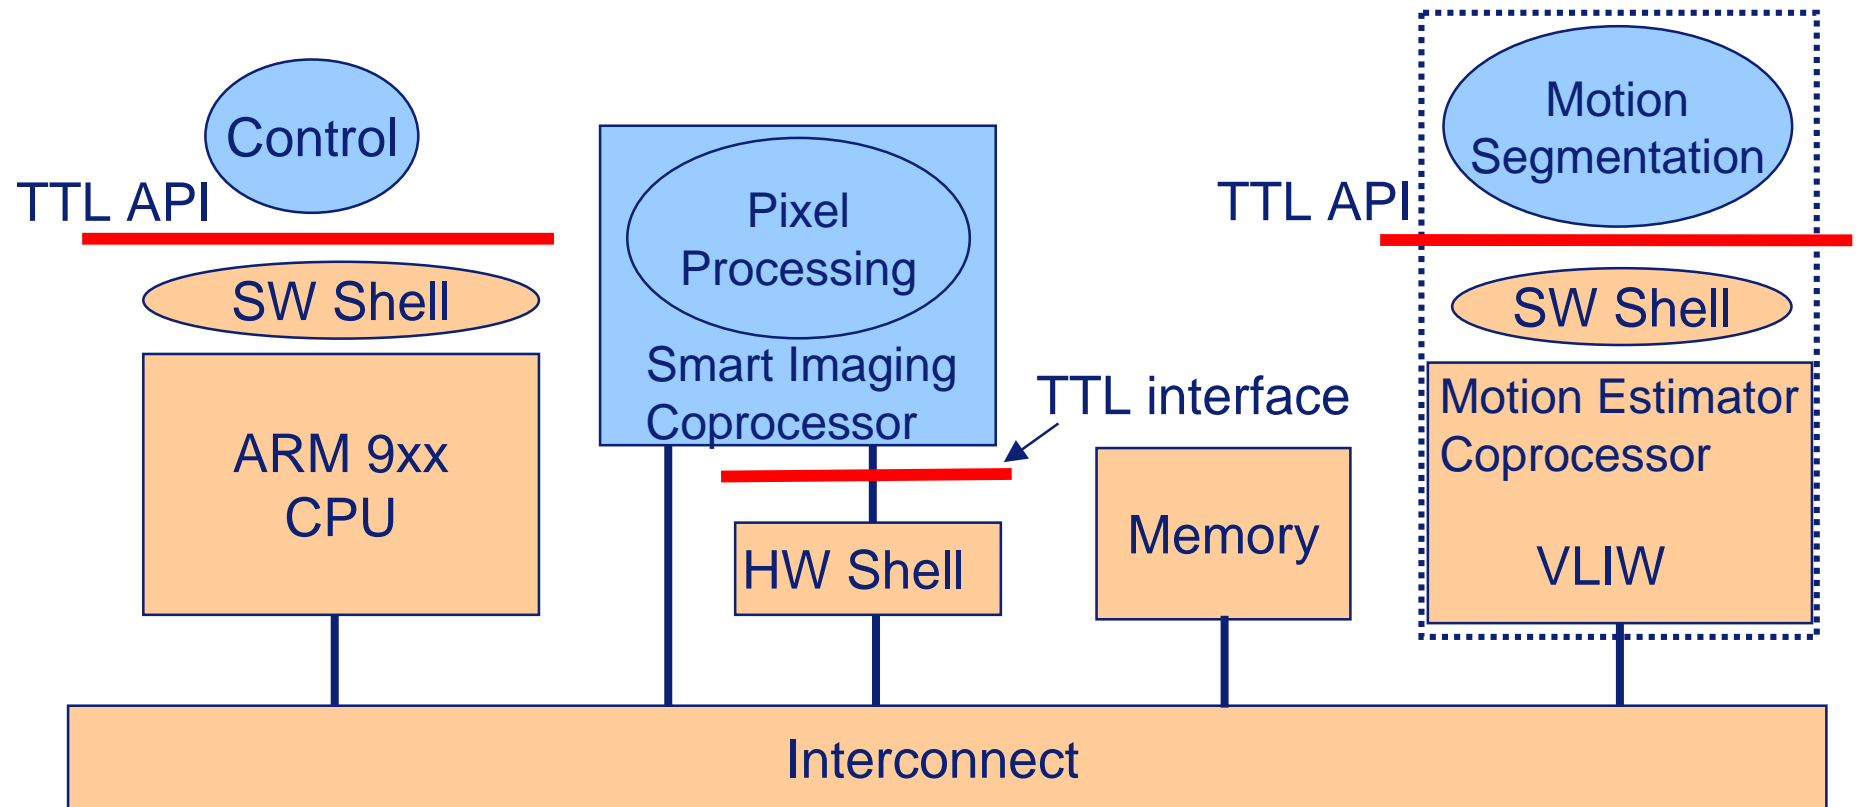 Control
TTL API
SW Shell
ARM 9xx
CPU
Pixel
Processing
Smart Imaging
Coprocessor
TTL interface
HW Shell
Memory
Motion
Segmentation
TTL API
SW Shell
Motion Estimator
Coprocessor
VLIW
Interconnect